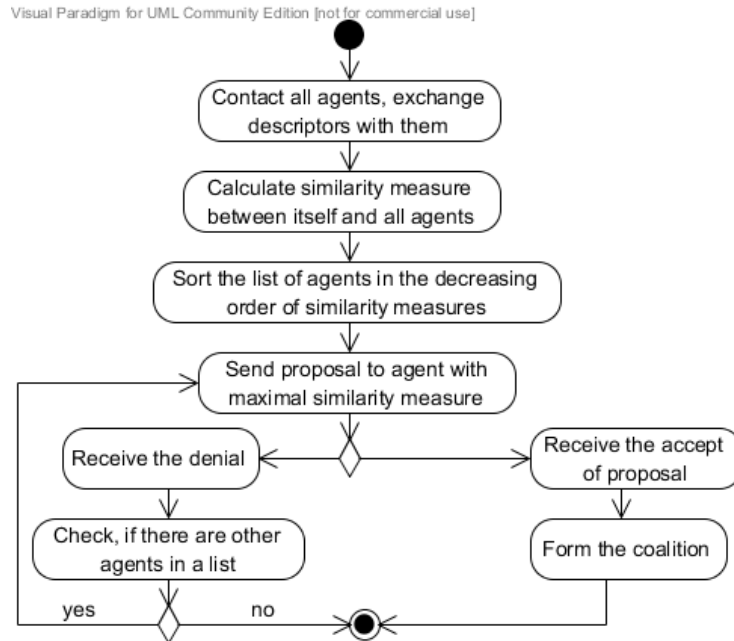 Visual Paradigm for UML Community Edition [not for commercial use]
Contact all agents, exchange
descriptors with them
Calculate similarity measure
between itself and all agents
Sort the list of agents in the decreasing
order of similarity measures
Send proposal to agent with
maximal similarity measure
Receive the denial
Receive the accept
of proposal
Check, if there are other
agents in a list
Form the coalition
yes
no